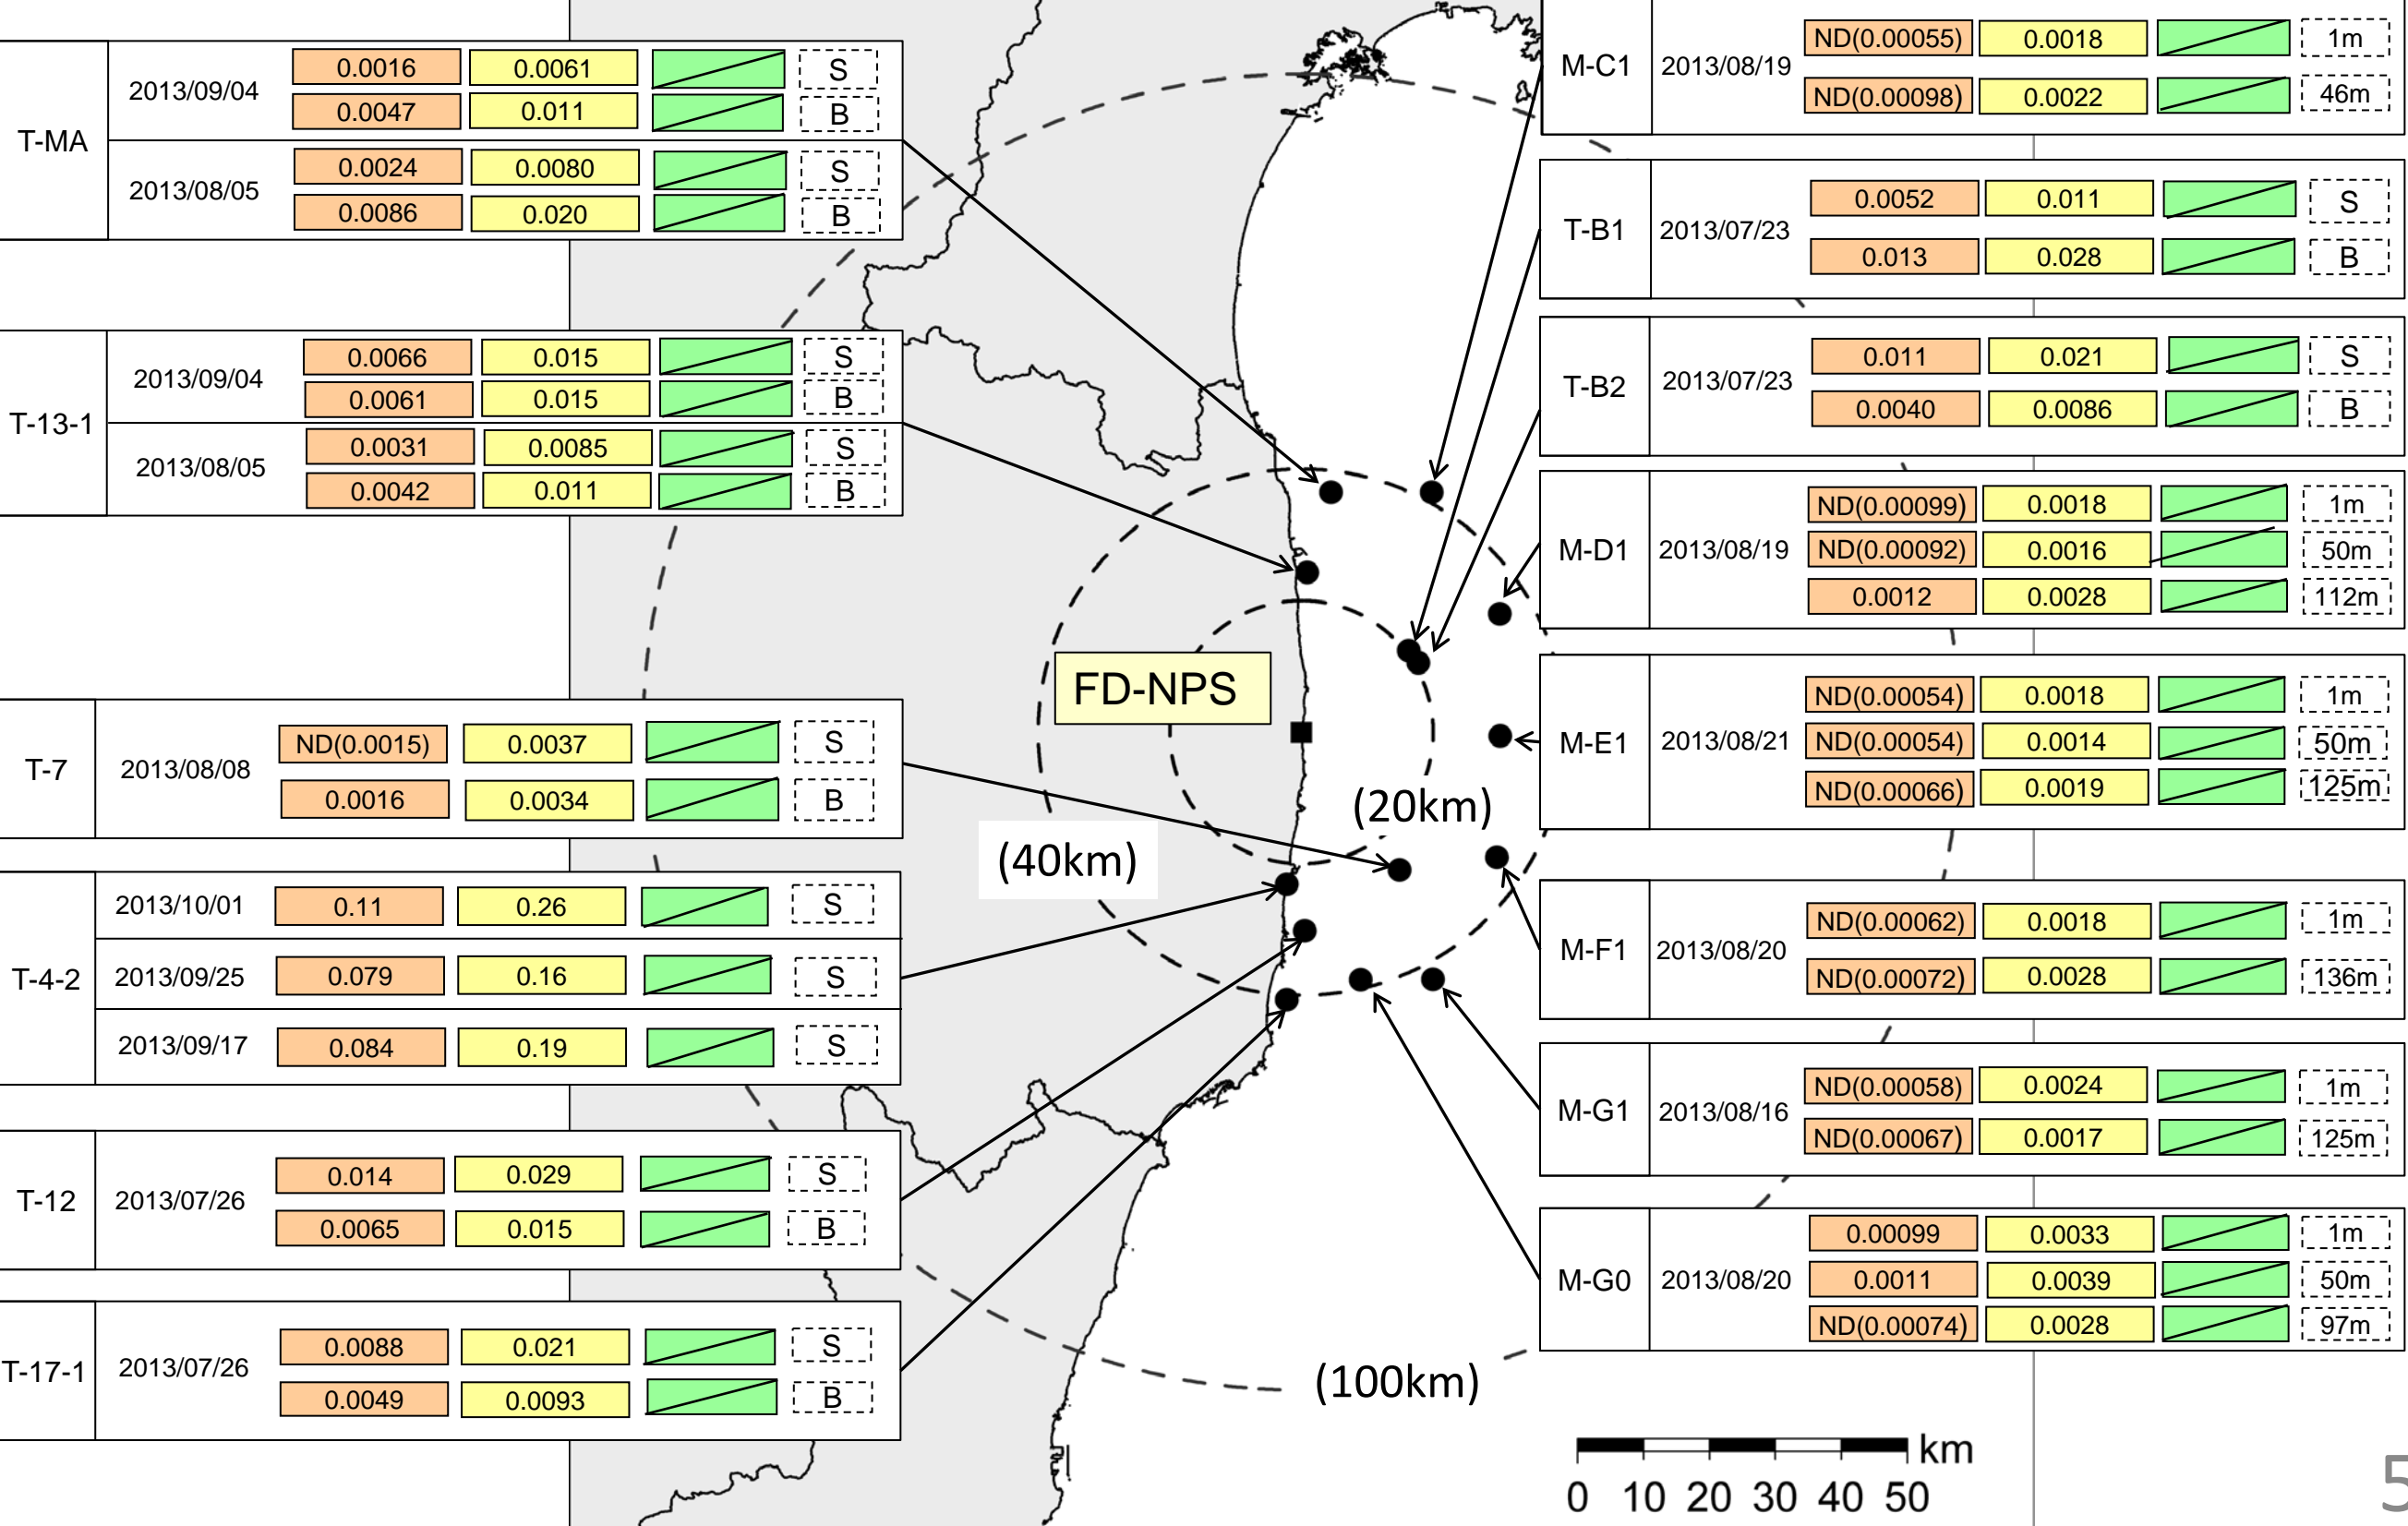 T-MA
2013/09/04
0.0016 0.0061 S
0.0047 0.011 B
2013/08/05
0.0024 0.0080 S
0.0086 0.020 B
T-13-1
2013/09/04
0.0066 0.015 S
0.0061 0.015 B
2013/08/05
0.0031 0.0085 S
0.0042 0.011 B
T-7
2013/08/08
ND(0.0015) 0.0037 S
0.0016 0.0034 B
T-4-2
2013/10/01 0.11 0.26 S
2013/09/25 0.079 0.16 S
2013/09/17 0.084 0.19 S
T-12
2013/07/26
0.014 0.029 S
0.0065 0.015 B
T-17-1
2013/07/26
0.0088 0.021 S
0.0049 0.0093 B
FD-NPS
(20km)
(40km)
(100km)
M-C1
2013/08/19
ND(0.00055) 0.0018 1m
ND(0.00098) 0.0022 46m
T-B1
2013/07/23
0.0052 0.011 S
0.013 0.028 B
T-B2
2013/07/23
0.011 0.021 S
0.0040 0.0086 B
M-D1
2013/08/19
ND(0.00099) 0.0018 1m
ND(0.00092) 0.0016 50m
0.0012 0.0028 112m
M-E1
2013/08/21
ND(0.00054) 0.0018 1m
ND(0.00054) 0.0014 50m
ND(0.00066) 0.0019 125m
M-F1
2013/08/20
ND(0.00062) 0.0018 1m
ND(0.00072) 0.0028 136m
M-G1
2013/08/16
ND(0.00058) 0.0024 1m
ND(0.00067) 0.0017 125m
M-G0
2013/08/20
0.00099 0.0033 1m
0.0011 0.0039 50m
ND(0.00074) 0.0028 97m
km
0 10 20 30 40 50
5